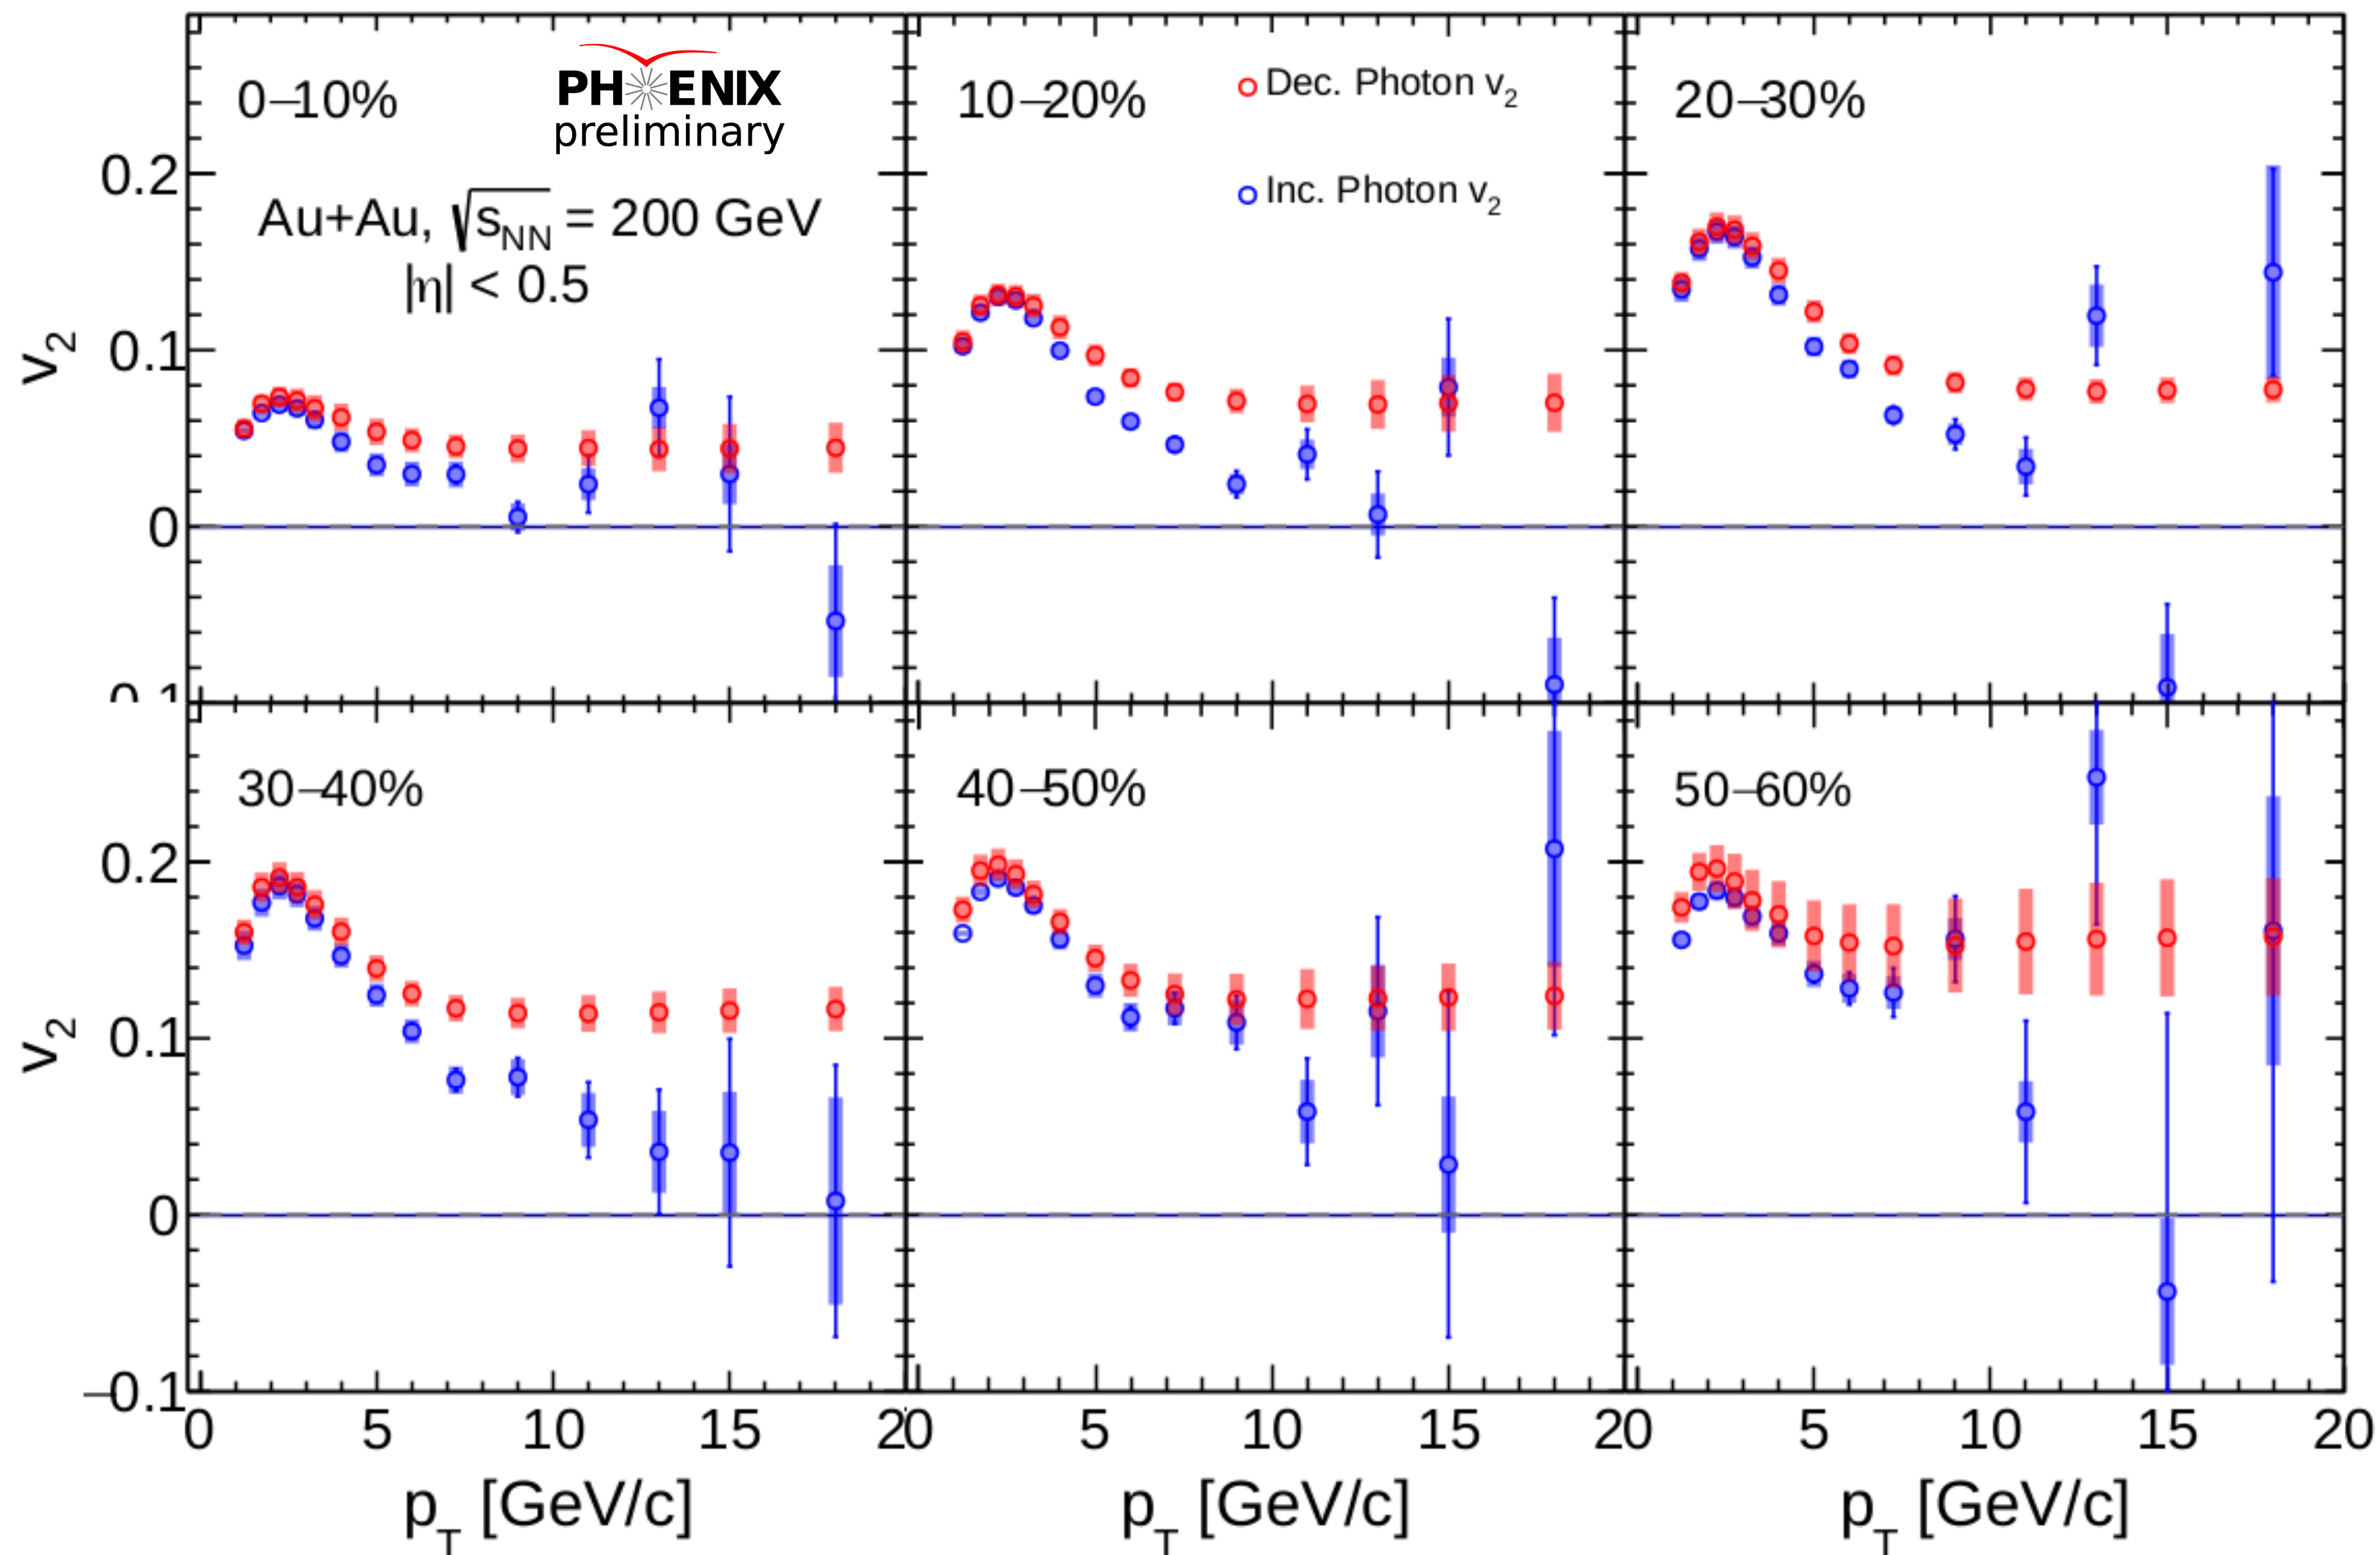 0–10%
PHENIX
preliminary
Au+Au, √sNN = 200 GeV
|η| < 0.5
10–20%
Dec. Photon v2
Inc. Photon v2
20–30%
v2
0.2
0.1
0
30–40%
40–50%
50–60%
v2
0.2
0.1
0
–0.1
0 5 10 15 20 5 10 15 20 5 10 15 20
pT [GeV/c] pT [GeV/c] pT [GeV/c]